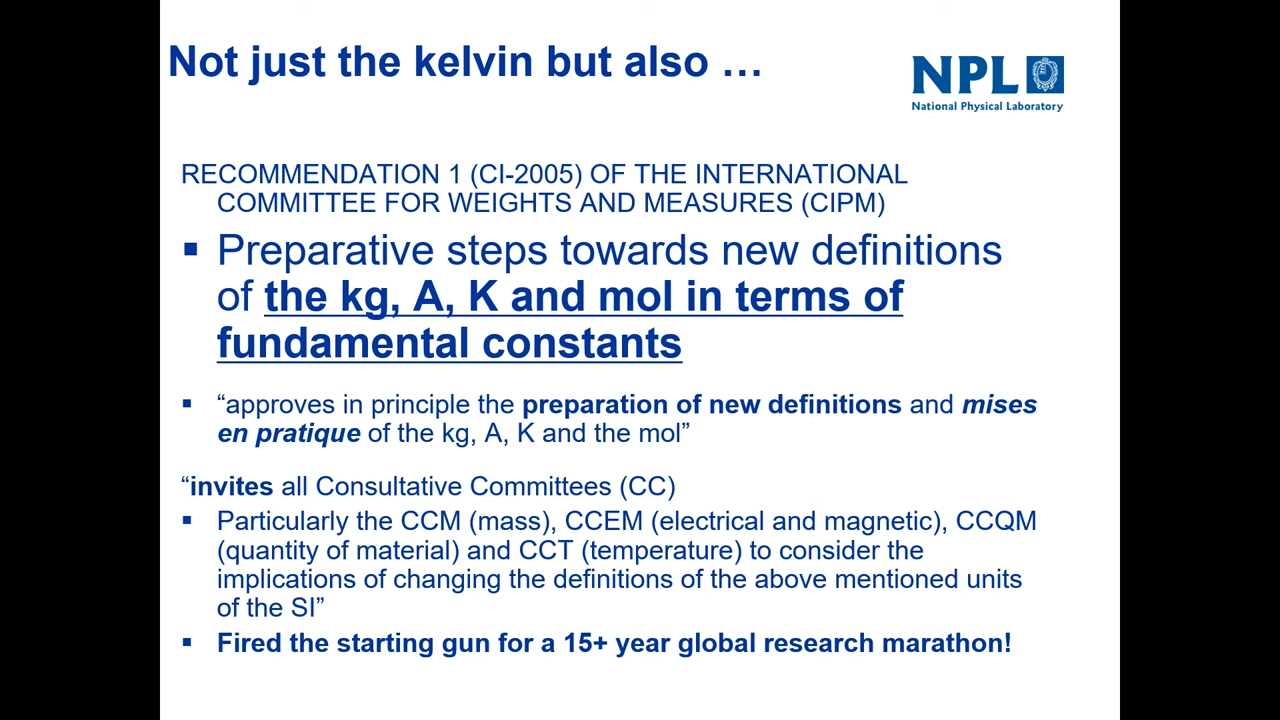 Not just the kelvin but also …
NPL
National Physical Laboratory
RECOMMENDATION 1 (CI-2005) OF THE INTERNATIONAL
COMMITTEE FOR WEIGHTS AND MEASURES (CIPM)
▪ Preparative steps towards new definitions
of the kg, A, K and mol in terms of
fundamental constants
▪ “approves in principle the preparation of new definitions and mises
en pratique of the kg, A, K and the mol”
“invites all Consultative Committees (CC)
▪ Particularly the CCM (mass), CCEM (electrical and magnetic), CCQM
(quantity of material) and CCT (temperature) to consider the
implications of changing the definitions of the above mentioned units
of the SI”
▪ Fired the starting gun for a 15+ year global research marathon!